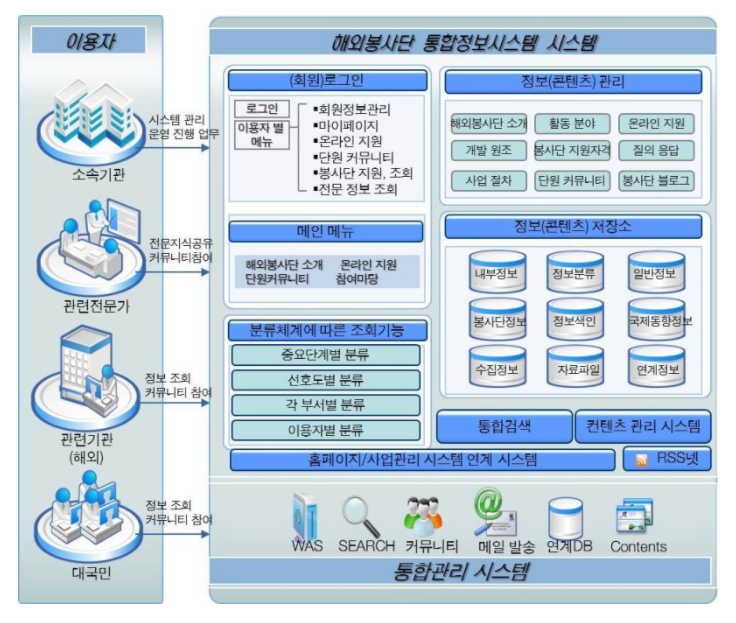 이용자
시스템 관리
운영 진행 업무
소속기관
전문지식공유
커뮤니티참여
관련전문가
정보 조회
커뮤니티 참여
관련기관
(해외)
정보 조회
커뮤니티 참여
대국민
해외봉사단 통합정보시스템 시스템
(회원)로그인
로그인
이용자 별
메뉴
▪회원정보관리
▪마이페이지
▪온라인 지원
▪단원 커뮤니티
▪봉사단 지원, 조회
▪전문 정보 조회
메인 메뉴
해외봉사단 소개 온라인 지원
단원커뮤니티 참여마당
분류체계에 따른 조회기능
중요단계별 분류
선호도별 분류
각 부서별 분류
이용자별 분류
정보(콘텐츠) 관리
해외봉사단 소개 활동 분야 온라인 지원
개발 원조 봉사단 지원자격 질의 응답
사업 절차 단원 커뮤니티 봉사단 블로그
정보(콘텐츠) 저장소
내부정보 정보분류 일반정보
봉사단정보 정보색인 국제동향정보
수집정보 자료파일 연계정보
통합검색 컨텐츠 관리 시스템
홈페이지/사업관리 시스템 연계 시스템 RSS넷
WAS SEARCH 커뮤니티 메일 발송 연계DB Contents
통합관리 시스템